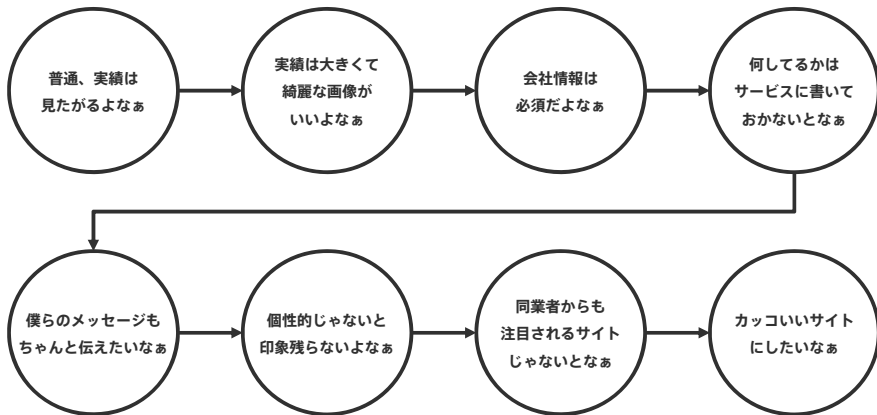 普通、実績は
見たがるよなぁ
実績は大きくて
綺麗な画像が
いいよなぁ
会社情報は
必須だよなぁ
何してるかは
サービスに書いて
おかないとなぁ
僕らのメッセージも
ちゃんと伝えたいなぁ
個性的じゃないと
印象残らないよなぁ
同業者からも
注目されるサイト
じゃないとなぁ
カッコいいサイト
にしたいなぁ